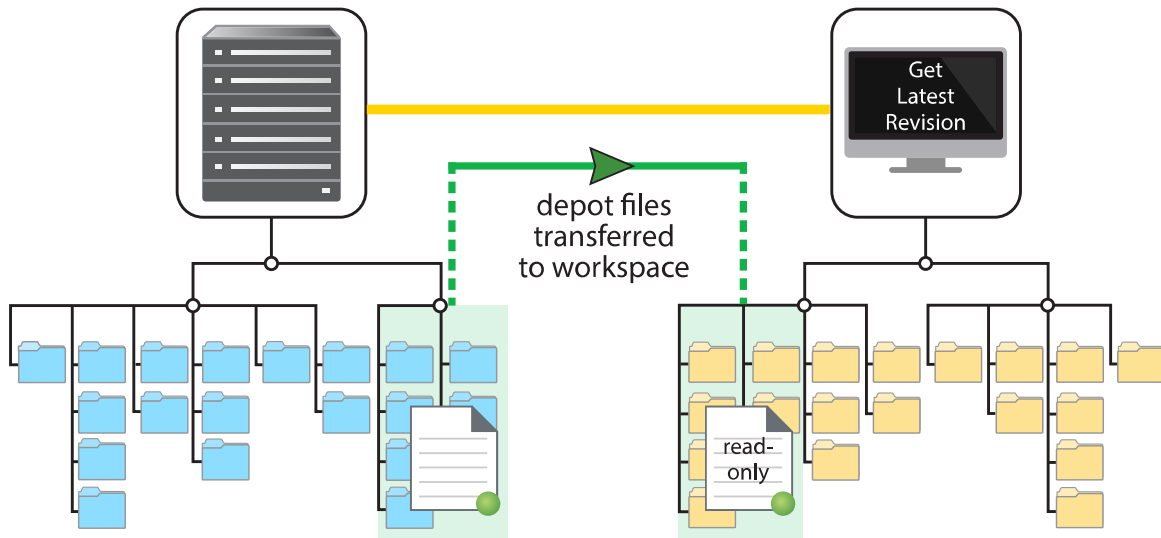 Get
Latest
Revision
depot files
transferred
to workspace
read-
only